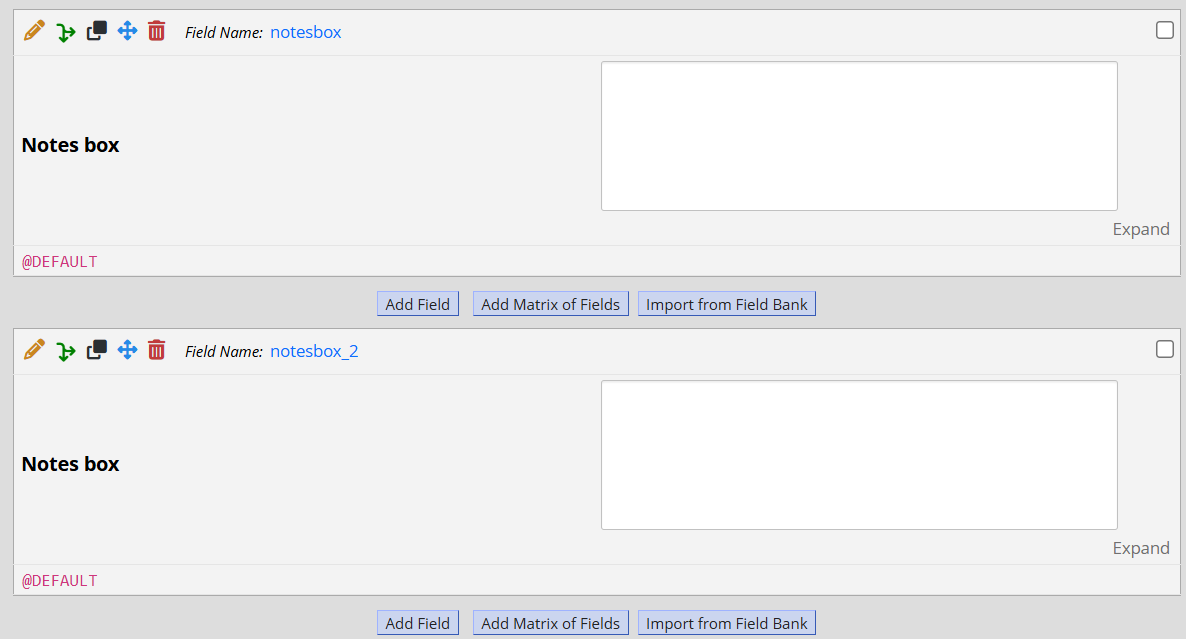 Field Name: notesbox
Notes box
Expand
@DEFAULT
Add Field Add Matrix of Fields Import from Field Bank
Field Name: notesbox_2
Notes box
Expand
@DEFAULT
Add Field Add Matrix of Fields Import from Field Bank